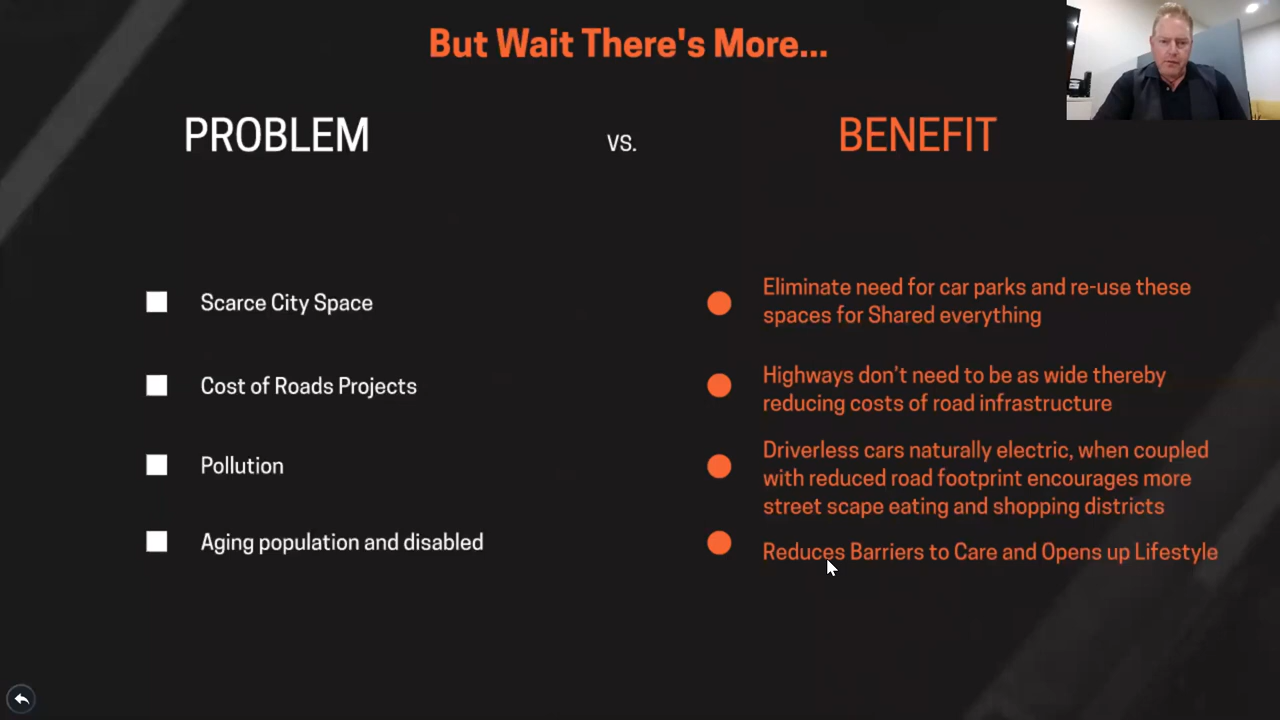 But Wait There's More...
PROBLEM
vs.
BENEFIT
Scarce City Space
Eliminate need for car parks and re-use these
spaces for Shared everything
Cost of Roads Projects
Highways don't need to be as wide thereby
reducing costs of road infrastructure
Pollution
Driverless cars naturally electric, when coupled
with reduced road footprint encourages more
street scape eating and shopping districts
Aging population and disabled
Reduces Barriers to Care and Opens up Lifestyle